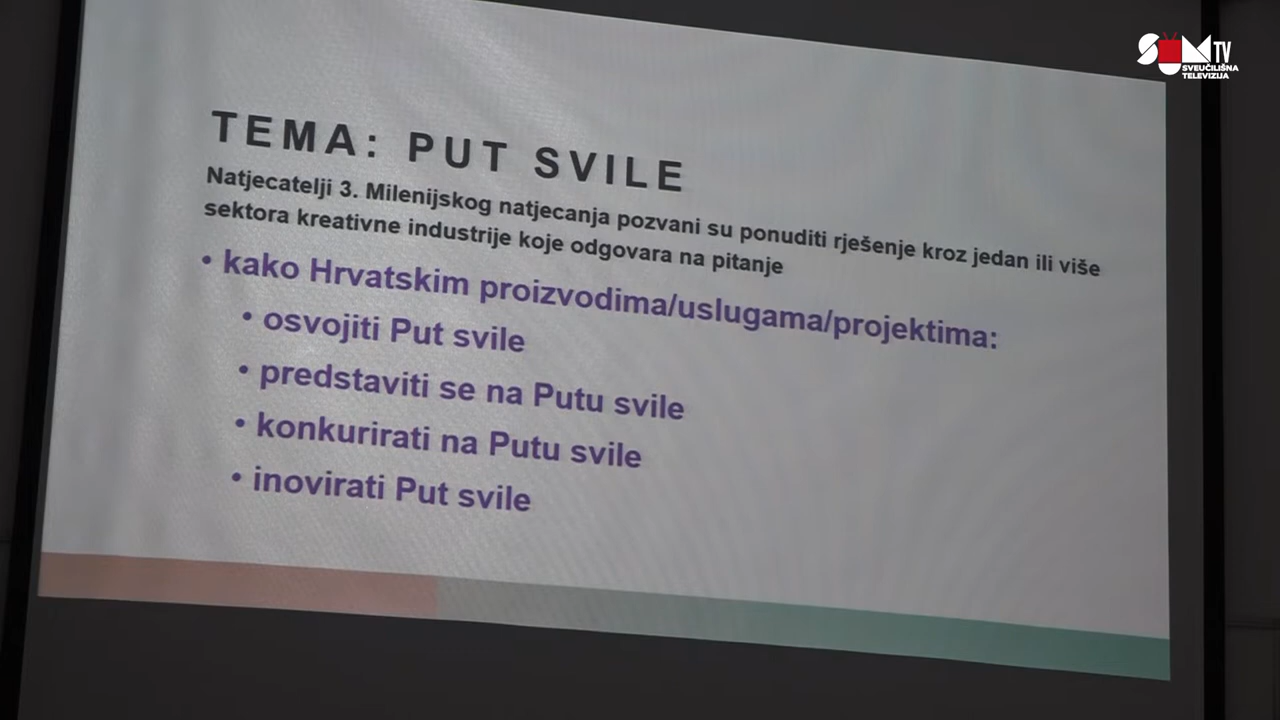 SUMTV
SVEUČILIŠNA
TELEVIZIJA
TEMA: PUT SVILE
Natjecatelji 3. Milenijskog natjecanja pozvani su ponuditi rješenje kroz jedan ili više
sektora kreativne industrije koje odgovara na pitanje
• kako Hrvatskim proizvodima/uslugama/projektima:
• osvojiti Put svile
• predstaviti se na Putu svile
• konkurirati na Putu svile
• inovirati Put svile